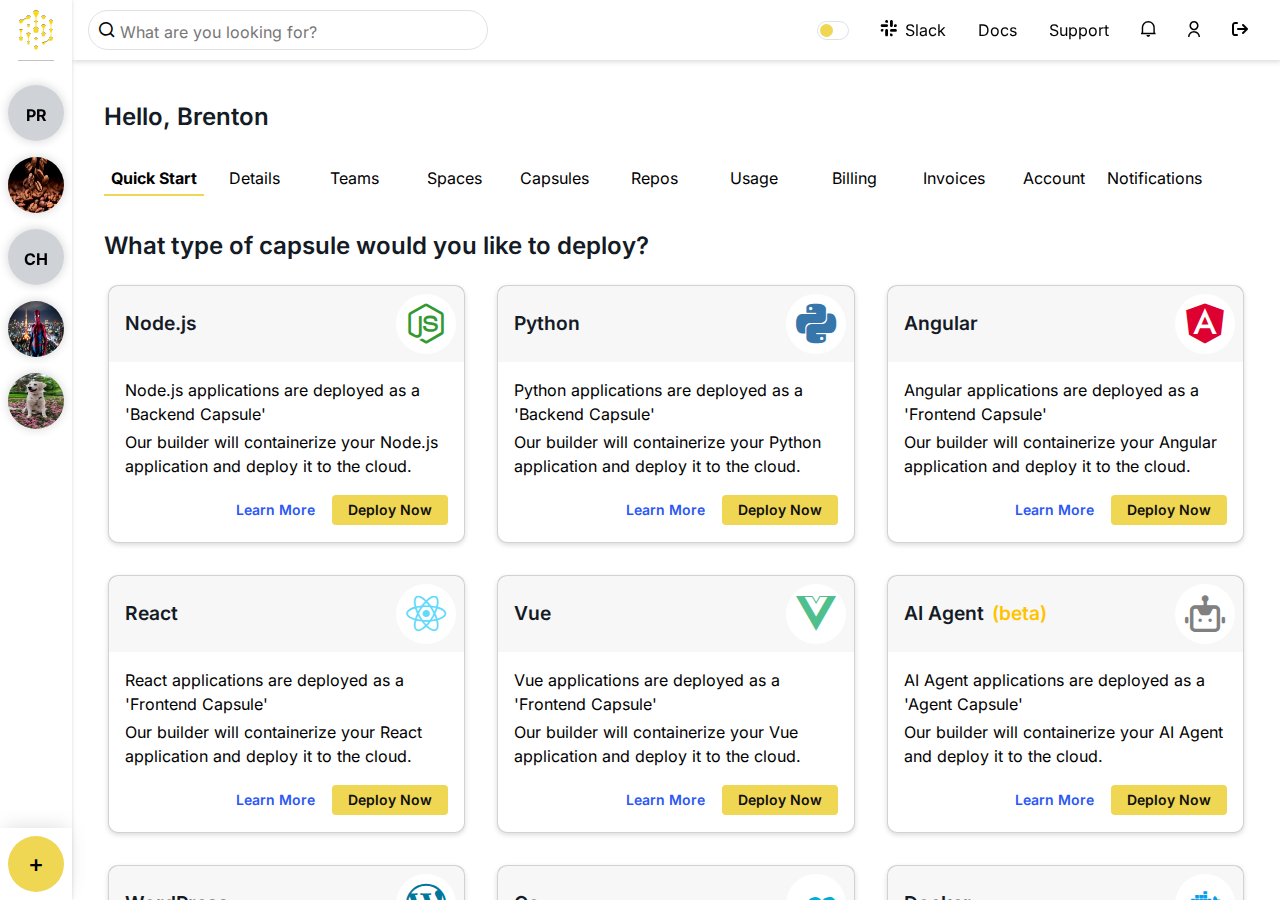 What are you looking for?
Slack
Docs
Support
PR
CH
+
Hello, Brenton
Quick Start
Details
Teams
Spaces
Capsules
Repos
Usage
Billing
Invoices
Account
Notifications
What type of capsule would you like to deploy?
Node.js
JS
Node.js applications are deployed as a
'Backend Capsule'
Our builder will containerize your Node.js
application and deploy it to the cloud.
Learn More
Deploy Now
Python
Python applications are deployed as a
'Backend Capsule'
Our builder will containerize your Python
application and deploy it to the cloud.
Learn More
Deploy Now
Angular
A
Angular applications are deployed as a
'Frontend Capsule'
Our builder will containerize your Angular
application and deploy it to the cloud.
Learn More
Deploy Now
React
React applications are deployed as a
'Frontend Capsule'
Our builder will containerize your React
application and deploy it to the cloud.
Learn More
Deploy Now
Vue
Vue applications are deployed as a
'Frontend Capsule'
Our builder will containerize your Vue
application and deploy it to the cloud.
Learn More
Deploy Now
AI Agent (beta)
AI Agent applications are deployed as a
'Agent Capsule'
Our builder will containerize your AI Agent
and deploy it to the cloud.
Learn More
Deploy Now
WordPress
Go
Docker